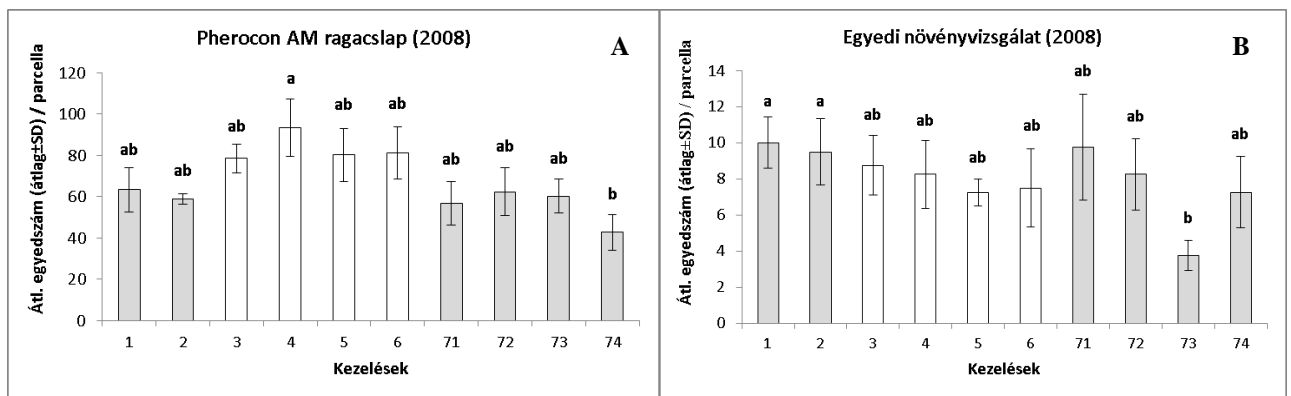 Pherocon AM ragacslap (2008)
A
Átl. egyedszám (átlag±SD) / parcella
120
100
80
60
40
20
0
ab
ab
ab
a
ab
ab
ab
ab
ab
b
1 2 3 4 5 6 71 72 73 74
Kezelések
Egyedi növényvizsgálat (2008)
B
Átl. egyedszám (átlag±SD) / parcella
14
12
10
8
6
4
2
0
a
a
ab
ab
ab
ab
ab
ab
b
ab
1 2 3 4 5 6 71 72 73 74
Kezelések